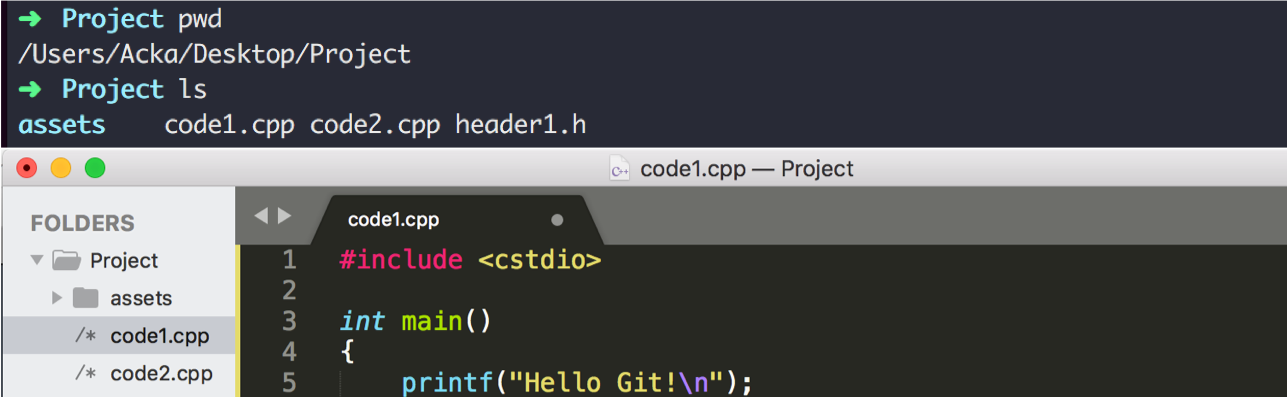 ➜ Project pwd
/Users/Acka/Desktop/Project
➜ Project ls
assets code1.cpp code2.cpp header1.h
code1.cpp — Project
FOLDERS
Project
assets
/* code1.cpp
/* code2.cpp
code1.cpp
1 #include <cstdio>
2
3 int main()
4 {
5 printf("Hello Git!\n");